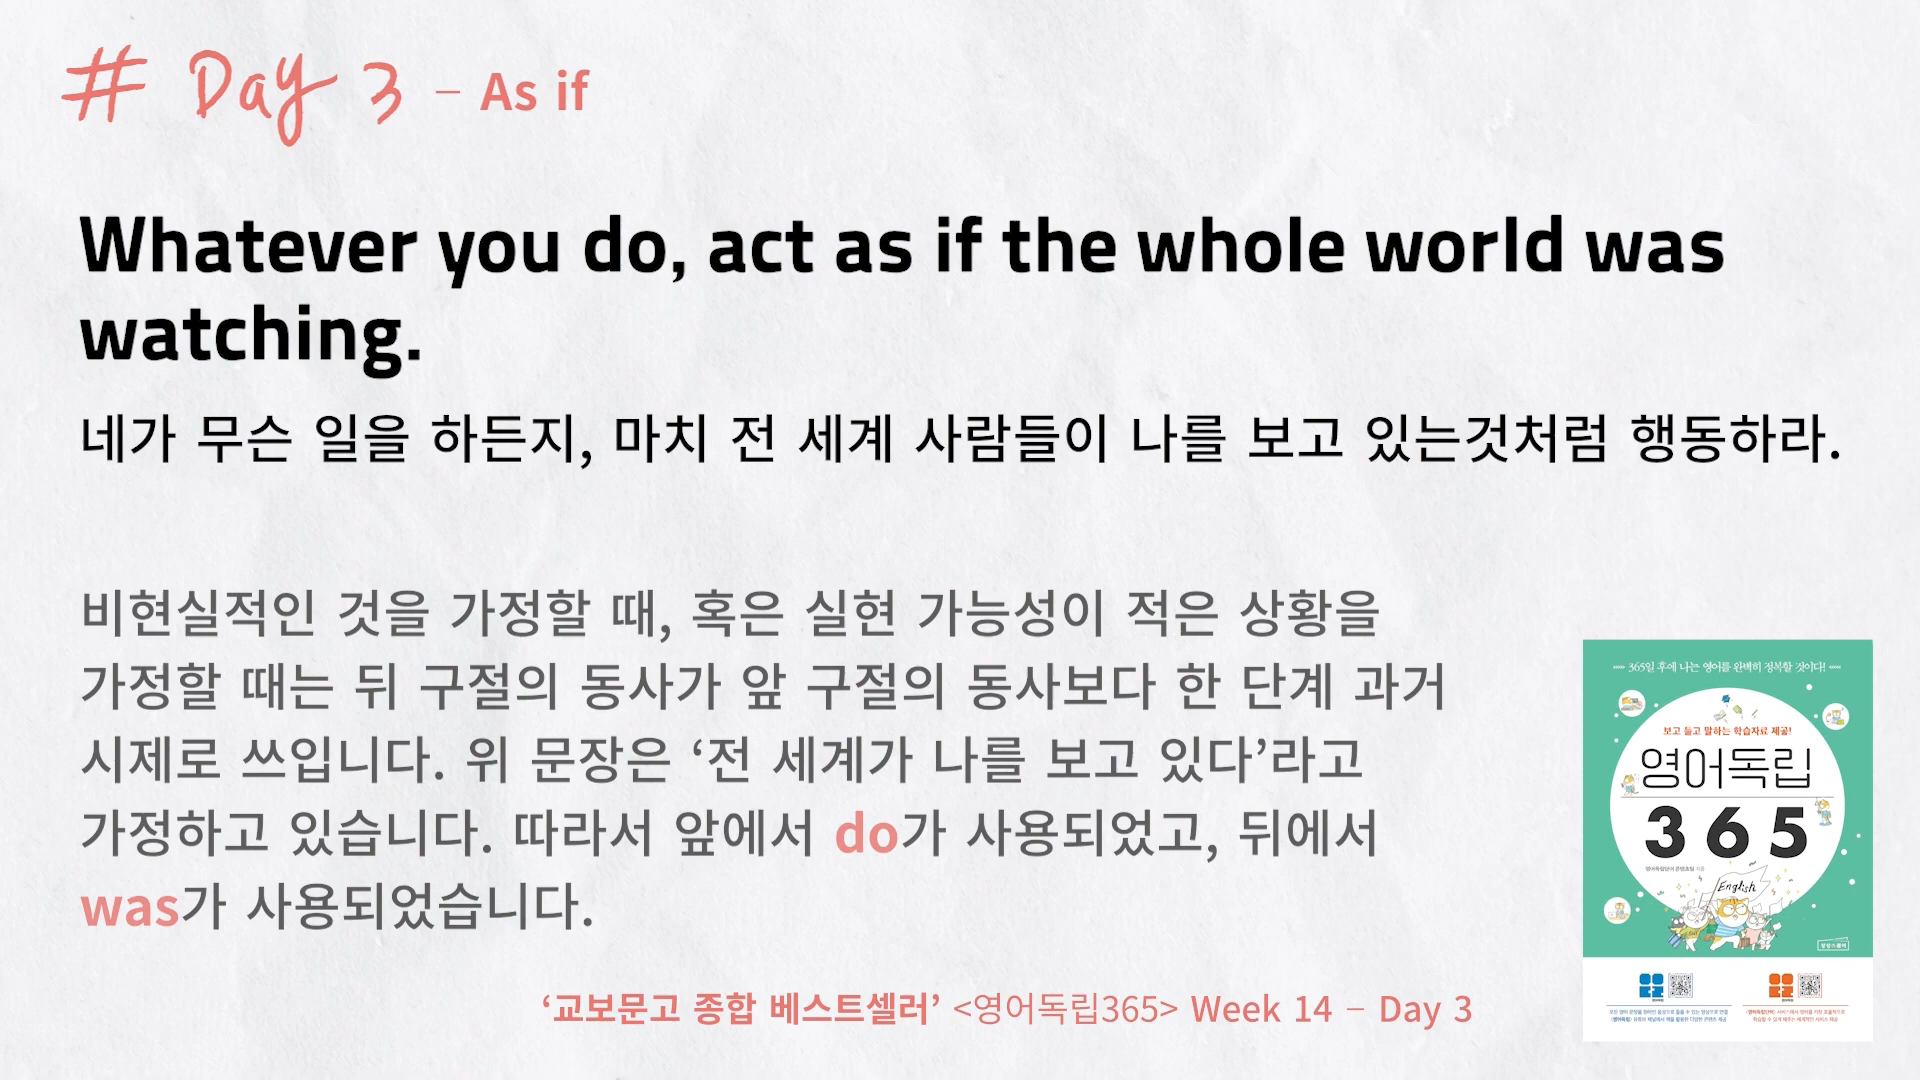 # Day 3 – As if
Whatever you do, act as if the whole world was
watching.
네가 무슨 일을 하든지, 마치 전 세계 사람들이 나를 보고 있는것처럼 행동하라.
비현실적인 것을 가정할 때, 혹은 실현 가능성이 적은 상황을
가정할 때는 뒤 구절의 동사가 앞 구절의 동사보다 한 단계 과거
시제로 쓰입니다. 위 문장은 ‘전 세계가 나를 보고 있다’라고
가정하고 있습니다. 따라서 앞에서 do가 사용되었고, 뒤에서
was가 사용되었습니다.
‘교보문고 종합 베스트셀러’ <영어독립365> Week 14 – Day 3
365일 후에 나는 영어를 완벽히 정복할 것이다!
보고 듣고 말하는 학습자료 제공!
영어독립
365
English